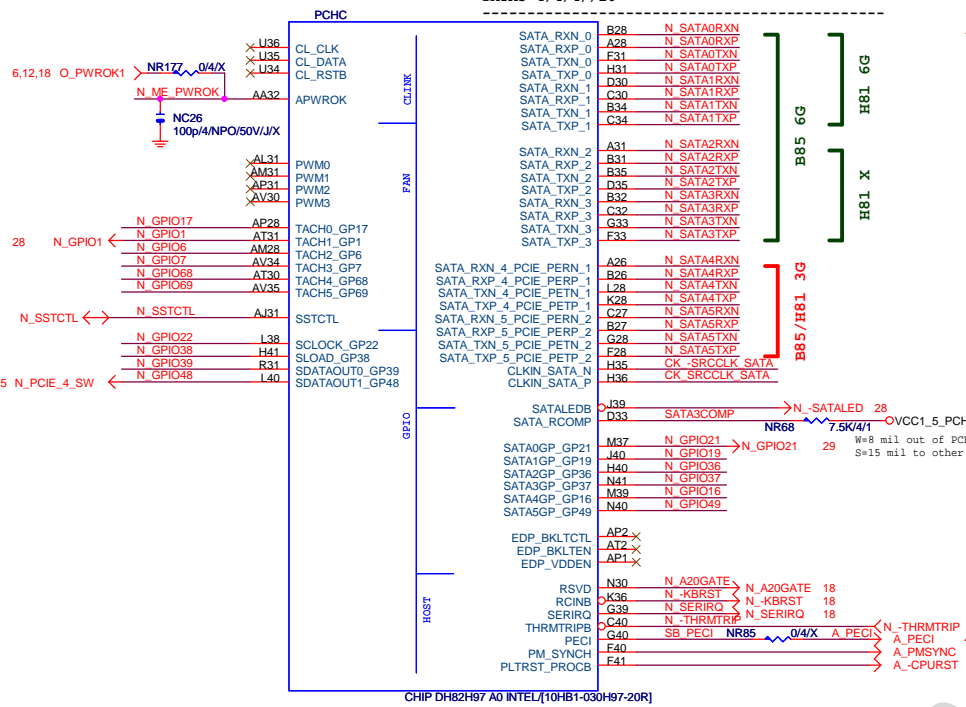 PCHC
U36 CL_CLK
U35 CL_DATA
U34 CL_RSTB
6,12,18 O_PWROK1 NR177 0/4/X
N_ME_PWROK AA32 APWROK
NC26
100p/4/NPO/50V/J/X
CLINK
AL31 PWM0
AM31 PWM1
AP31 PWM2
AV30 PWM3
FAN
N_GPIO17 AP28 TACH0_GP17
28 N_GPIO1 N_GPIO1 AT31 TACH1_GP1
N_GPIO6 AM28 TACH2_GP6
N_GPIO7 AV34 TACH3_GP7
N_GPIO68 AT30 TACH4_GP68
N_GPIO69 AV35 TACH5_GP69
N_SSTCTL N_SSTCTL AJ31 SSTCTL
N_GPIO22 L38 SCLOCK_GP22
N_GPIO38 H41 SLOAD_GP38
N_GPIO39 R31 SDATAOUT0_GP39
5 N_PCIE_4_SW N_GPIO48 L40 SDATAOUT1_GP48
GPIO
HOST
SATA_RXN_0 B28 N_SATA0RXN
SATA_RXP_0 A28 N_SATA0RXP
SATA_TXN_0 F31 N_SATA0TXN
SATA_TXP_0 H31 N_SATA0TXP
SATA_RXN_1 D30 N_SATA1RXN
SATA_RXP_1 C30 N_SATA1RXP
SATA_TXN_1 B34 N_SATA1TXN
SATA_TXP_1 C34 N_SATA1TXP
SATA_RXN_2 A31 N_SATA2RXN
SATA_RXP_2 B31 N_SATA2RXP
SATA_TXN_2 B35 N_SATA2TXN
SATA_TXP_2 D35 N_SATA2TXP
SATA_RXN_3 B32 N_SATA3RXN
SATA_RXP_3 C32 N_SATA3RXP
SATA_TXN_3 G33 N_SATA3TXN
SATA_TXP_3 F33 N_SATA3TXP
B85 6G
H81 6G
H81 X
SATA_RXN_4_PCIE_PERN_1 A26 N_SATA4RXN
SATA_RXP_4_PCIE_PERP_1 B26 N_SATA4RXP
SATA_TXN_4_PCIE_PETN_1 L28 N_SATA4TXN
SATA_TXP_4_PCIE_PETP_1 K28 N_SATA4TXP
SATA_RXN_5_PCIE_PERN_2 C27 N_SATA5RXN
SATA_RXP_5_PCIE_PERP_2 B27 N_SATA5RXP
SATA_TXN_5_PCIE_PETN_2 G28 N_SATA5TXN
SATA_TXP_5_PCIE_PETP_2 F28 N_SATA5TXP
B85/H81 3G
CLKIN_SATA_N H35 CK_-SRCCLK_SATA
CLKIN_SATA_P H36 CK_SRCCLK_SATA
SATALEDB J39 N_-SATALED 28
SATA_RCOMP D33 SATA3COMP NR68 7.5K/4/1 VCC1_5_PCH
W=8 mil out of PCH
S=15 mil to other
SATA0GP_GP21 M37 N_GPIO21 N_GPIO21 29
SATA1GP_GP19 J40 N_GPIO19
SATA2GP_GP36 H40 N_GPIO36
SATA3GP_GP37 N41 N_GPIO37
SATA4GP_GP16 M39 N_GPIO16
SATA5GP_GP49 N40 N_GPIO49
EDP_BKLTCTL AP2
EDP_BKLTEN AT2
EDP_VDDEN AP1
RSVD N30 N_A20GATE N_A20GATE 18
RCINB K36 N_-KBRST N_-KBRST 18
SERIRQ G39 N_SERIRQ N_SERIRQ 18
THRMTRIPB C40 N_-THRMTRIP N_-THRMTRIP
PECI G40 SB_PECI NR85 0/4/X A_PECI A_PECI
PM_SYNCH F40 A_PMSYNC
PLTRST_PROCB F41 A_-CPURST
CHIP DH82H97 A0 INTEL/[10HB1-030H97-20R]